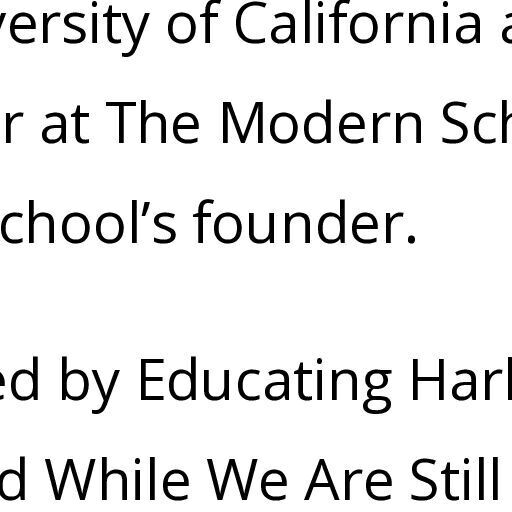 versity of California a
r at The Modern Sch
chool’s founder.
ed by Educating Harl
d While We Are Still